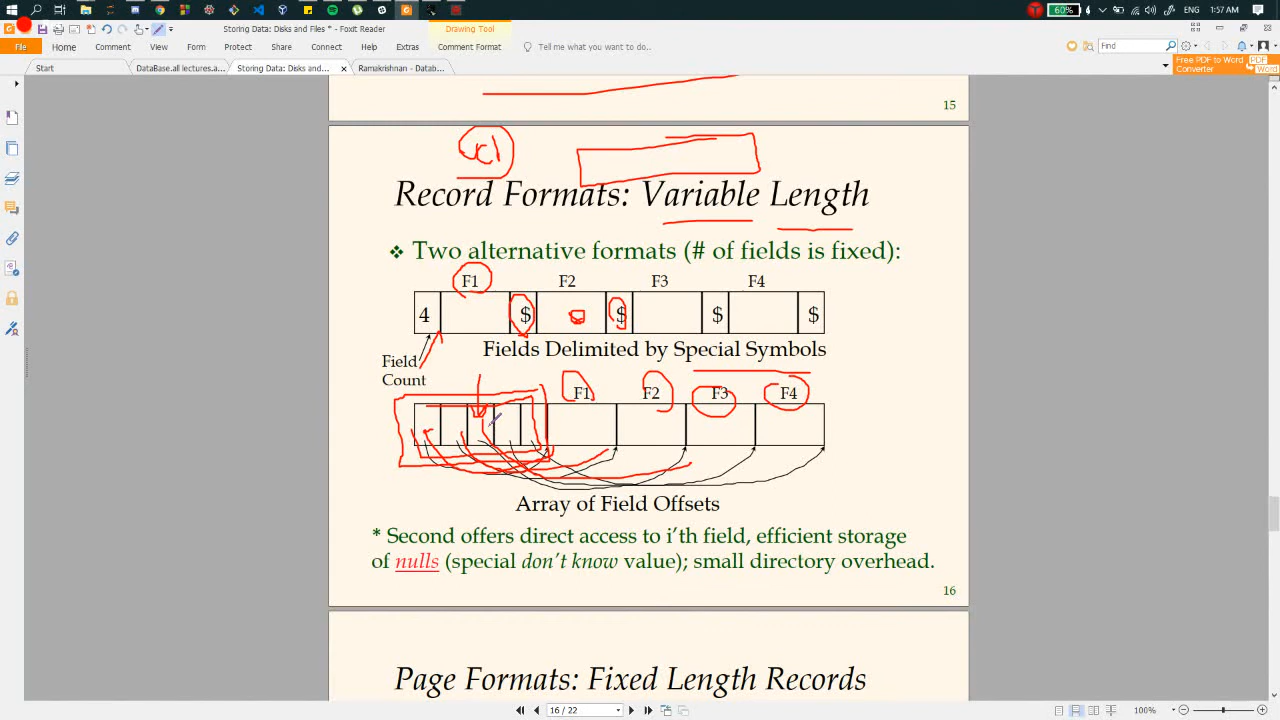 60%
ENG
1:57 AM
Storing Data: Disks and Files * - Foxit Reader
Drawing Tool
File
Home
Comment
View
Form
Protect
Share
Connect
Help
Extras
Comment Format
Tell me what you want to do..
Find
Start
DataBase.all lectures.a...
Storing Data: Disks and...
Ramakrishnan - Datab...
Free PDF to Word
Converter
PDF
Word
15
Record Formats: Variable Length
❖ Two alternative formats (# of fields is fixed):
F1 F2 F3 F4
4 $ $ $ $
Field
Count
Fields Delimited by Special Symbols
F1 F2 F3 F4
Array of Field Offsets
* Second offers direct access to i'th field, efficient storage
of nulls (special don't know value); small directory overhead.
16
Page Formats: Fixed Length Records
16 / 22
100%